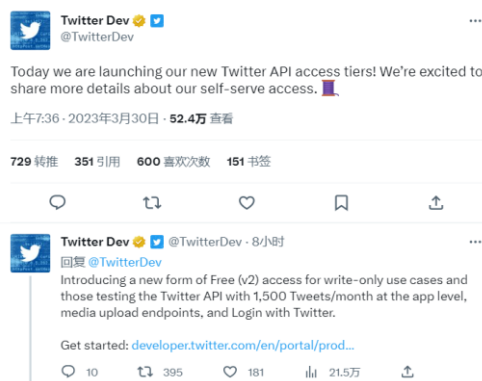 Twitter Dev
@TwitterDev
Today we are launching our new Twitter API access tiers! We're excited to
share more details about our self-serve access.
上午7:36 · 2023年3月30日 · 52.4万 查看
729 转推 351 引用 600 喜欢次数 151 书签
Twitter Dev @TwitterDev · 8小时
回复 @TwitterDev
Introducing a new form of Free (v2) access for write-only use cases and
those testing the Twitter API with 1,500 Tweets/month at the app level,
media upload endpoints, and Login with Twitter.
Get started: developer.twitter.com/en/portal/prod...
10 395 181 21.5万